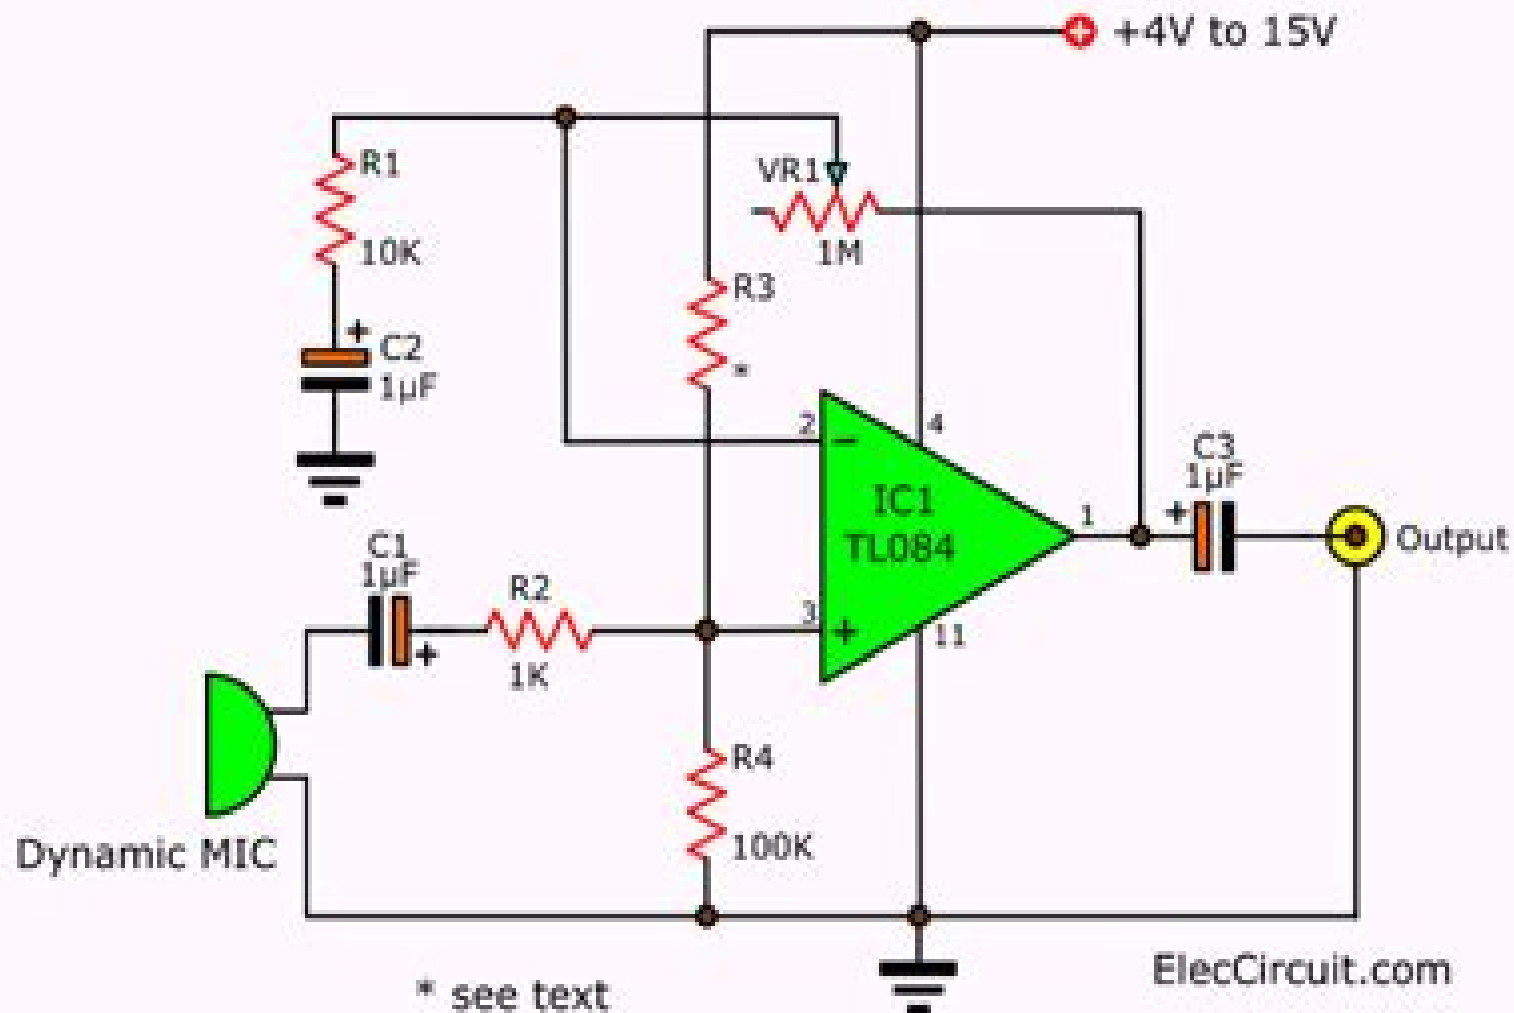 +4V to 15V
R1
10K
VR1
1M
R3
*
C2
+
1µF
2
−
4
IC1
TL084
1
C3
1µF
+
Output
C1
1µF
+
R2
1K
3
+
11
R4
100K
Dynamic MIC
* see text
ElecCircuit.com